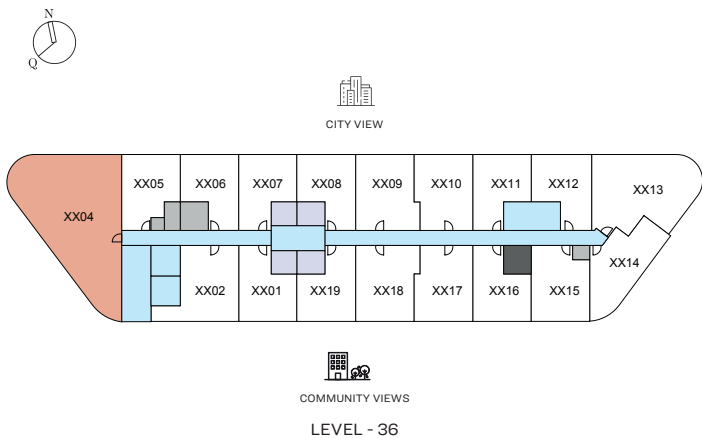 N
Q
CITY VIEW
XX05 XX06 XX07 XX08 XX09 XX10 XX11 XX12 XX13
XX04
XX14
XX02 XX01 XX19 XX18 XX17 XX16 XX15
COMMUNITY VIEWS
LEVEL - 36